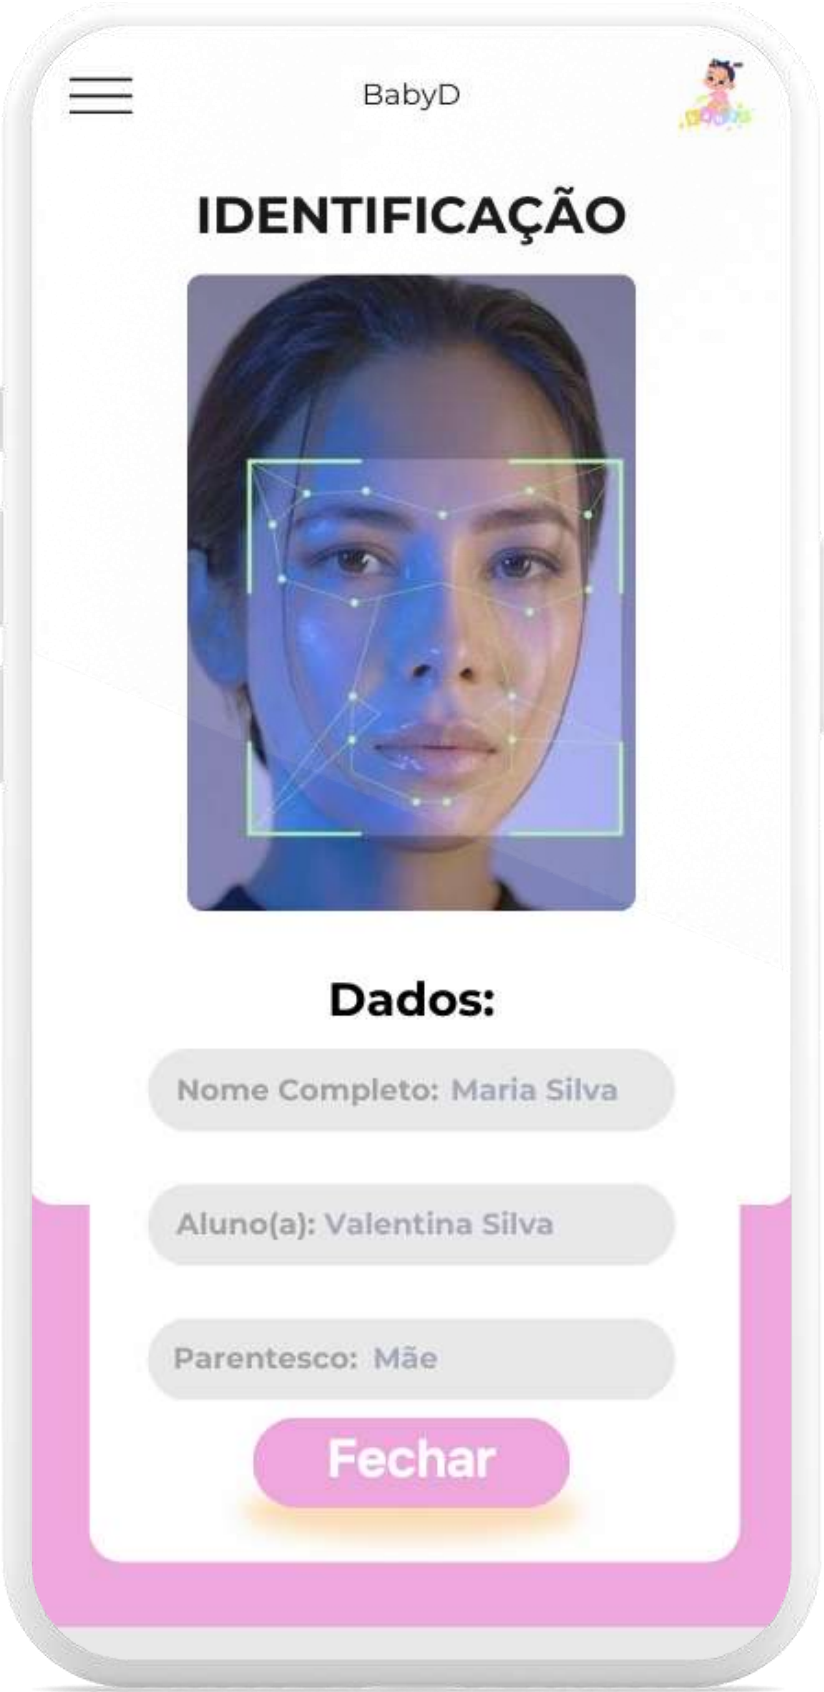 BabyD
IDENTIFICAÇÃO
Dados:
Nome Completo: Maria Silva
Aluno(a): Valentina Silva
Parentesco: Mãe
Fechar